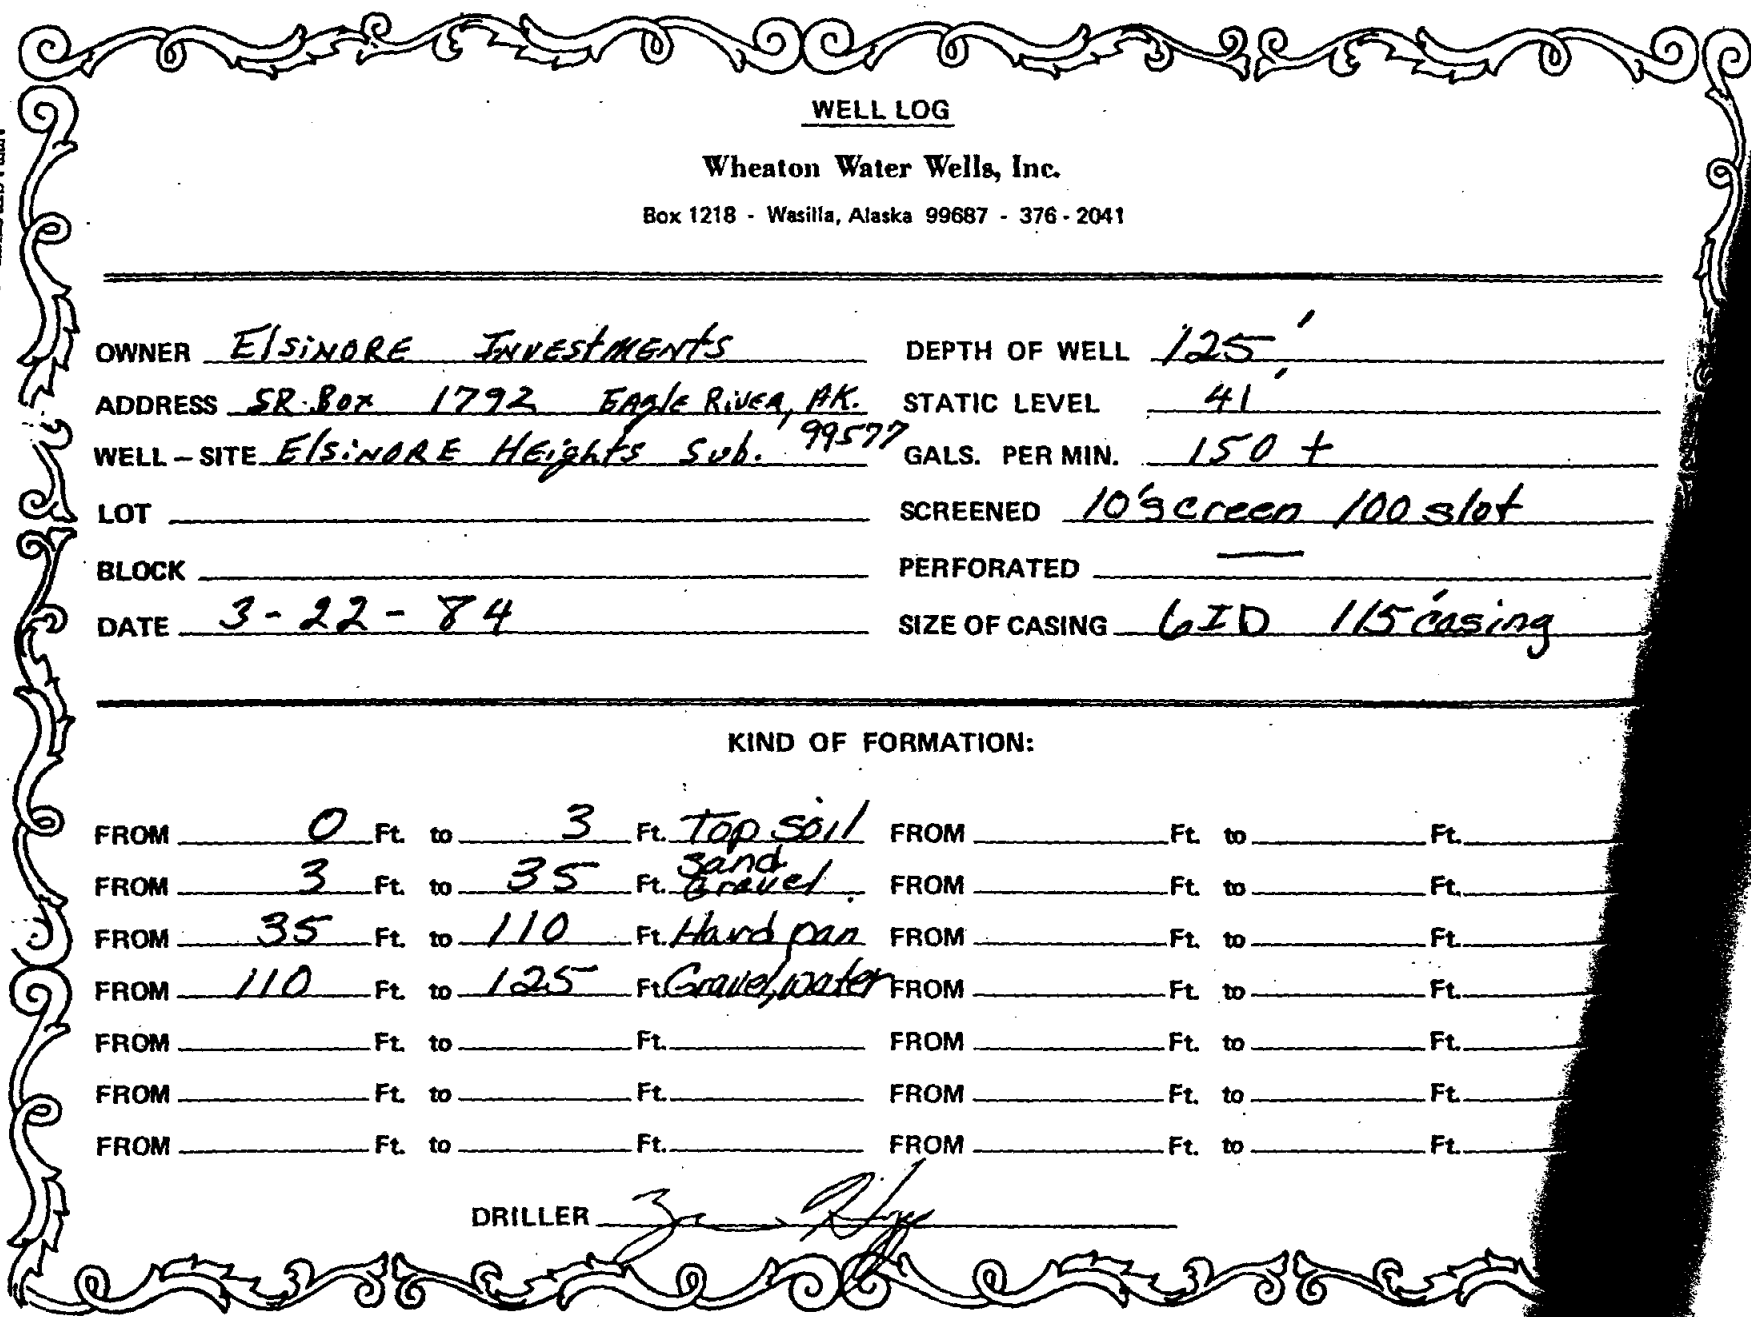 WELL LOG
Wheaton Water Wells, Inc.
Box 1218 - Wasilla, Alaska 99687 - 376 - 2041
OWNER Elsinore Investments DEPTH OF WELL 125'
ADDRESS SR. Box 1792 Eagle River, AK. 99577 STATIC LEVEL 41'
WELL – SITE Elsinore Heights Sub. GALS. PER MIN. 150 +
LOT SCREENED 10' screen 100 slot
BLOCK PERFORATED —
DATE 3-22-84 SIZE OF CASING 6 ID 115' casing
KIND OF FORMATION:
FROM 0 Ft. to 3 Ft. Top soil FROM Ft. to Ft.
FROM 3 Ft. to 35 Ft. Sand Gravel. FROM Ft. to Ft.
FROM 35 Ft. to 110 Ft. Hard pan FROM Ft. to Ft.
FROM 110 Ft. to 125 Ft. Gravel, water FROM Ft. to Ft.
FROM Ft. to Ft. FROM Ft. to Ft.
FROM Ft. to Ft. FROM Ft. to Ft.
FROM Ft. to Ft. FROM Ft. to Ft.
DRILLER